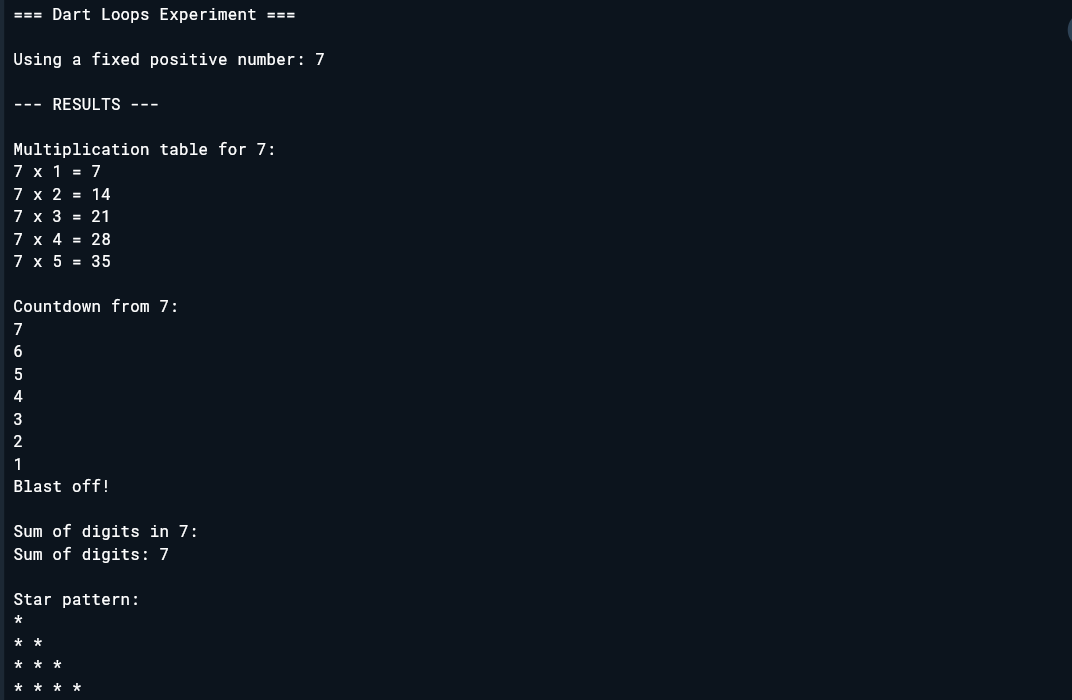 === Dart Loops Experiment ===
Using a fixed positive number: 7
--- RESULTS ---
Multiplication table for 7:
7 x 1 = 7
7 x 2 = 14
7 x 3 = 21
7 x 4 = 28
7 x 5 = 35
Countdown from 7:
7
6
5
4
3
2
1
Blast off!
Sum of digits in 7:
Sum of digits: 7
Star pattern:
*
* *
* * *
* * * *